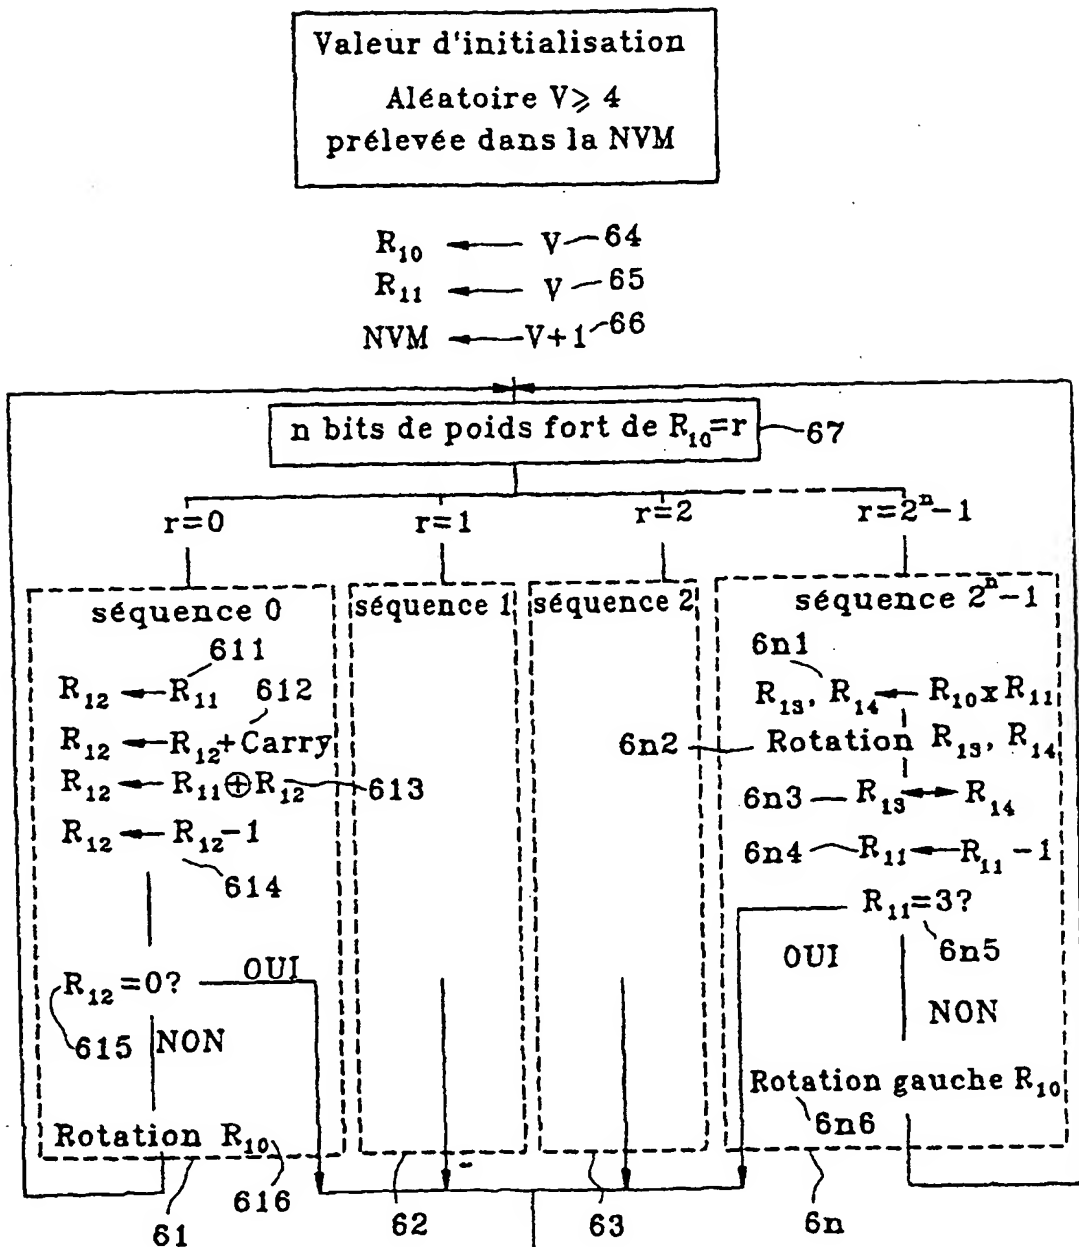 Valeur d'initialisation
Aléatoire V⩾ 4
prélevée dans la NVM
R₁₀ ← V 64
R₁₁ ← V 65
NVM ← V+1 66
n bits de poids fort de R₁₀=r 67
r=0 r=1 r=2 r=2ⁿ-1
séquence 0 séquence 1 séquence 2 séquence 2ⁿ-1
611
R₁₂ ← R₁₁
612
R₁₂ ← R₁₂+Carry
R₁₂ ← R₁₁⊕R₁₂ 613
R₁₂ ← R₁₂-1
614
R₁₂=0? OUI
615 NON
Rotation R₁₀
616
6n1
R₁₃, R₁₄ ← R₁₀xR₁₁
6n2 Rotation R₁₃, R₁₄
6n3 R₁₃ ↔ R₁₄
6n4 R₁₁ ← R₁₁-1
R₁₁=3?
OUI 6n5
NON
Rotation gauche R₁₀
6n6
61 62 63 6n